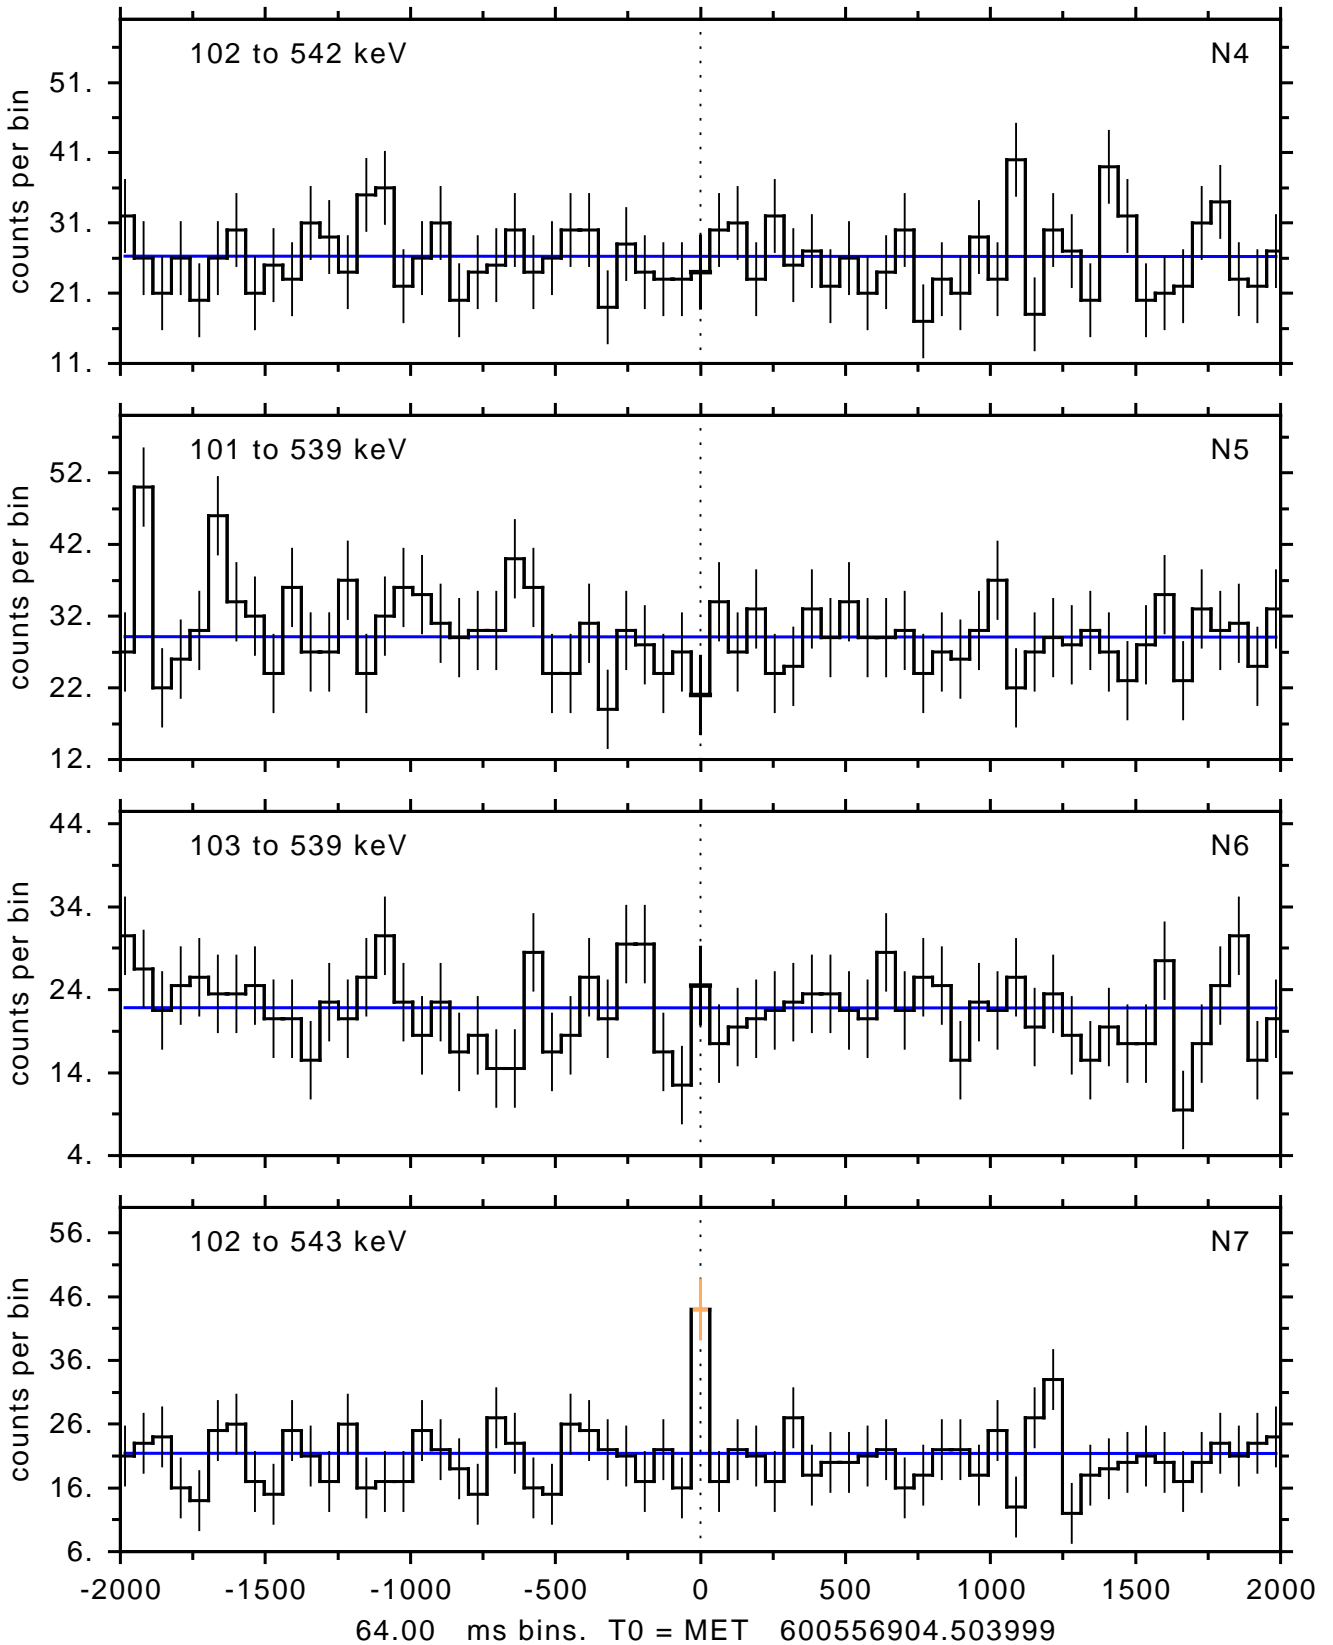 102 to 542 keV N4
51.
41.
31.
21.
11.
counts per bin
101 to 539 keV N5
52.
42.
32.
22.
12.
counts per bin
103 to 539 keV N6
44.
34.
24.
14.
4.
counts per bin
102 to 543 keV N7
56.
46.
36.
26.
16.
6.
counts per bin
-2000 -1500 -1000 -500 0 500 1000 1500 2000
64.00 ms bins. T0 = MET 600556904.503999